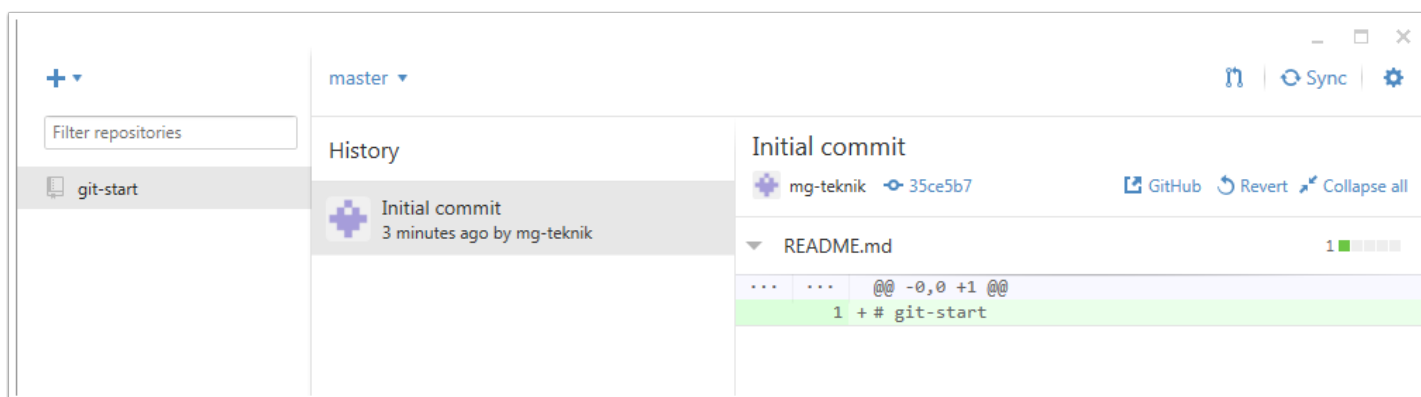 master
Sync
Filter repositories
git-start
History
Initial commit
3 minutes ago by mg-teknik
Initial commit
mg-teknik 35ce5b7 GitHub Revert Collapse all
README.md 1
... ... @@ -0,0 +1 @@
1 + # git-start